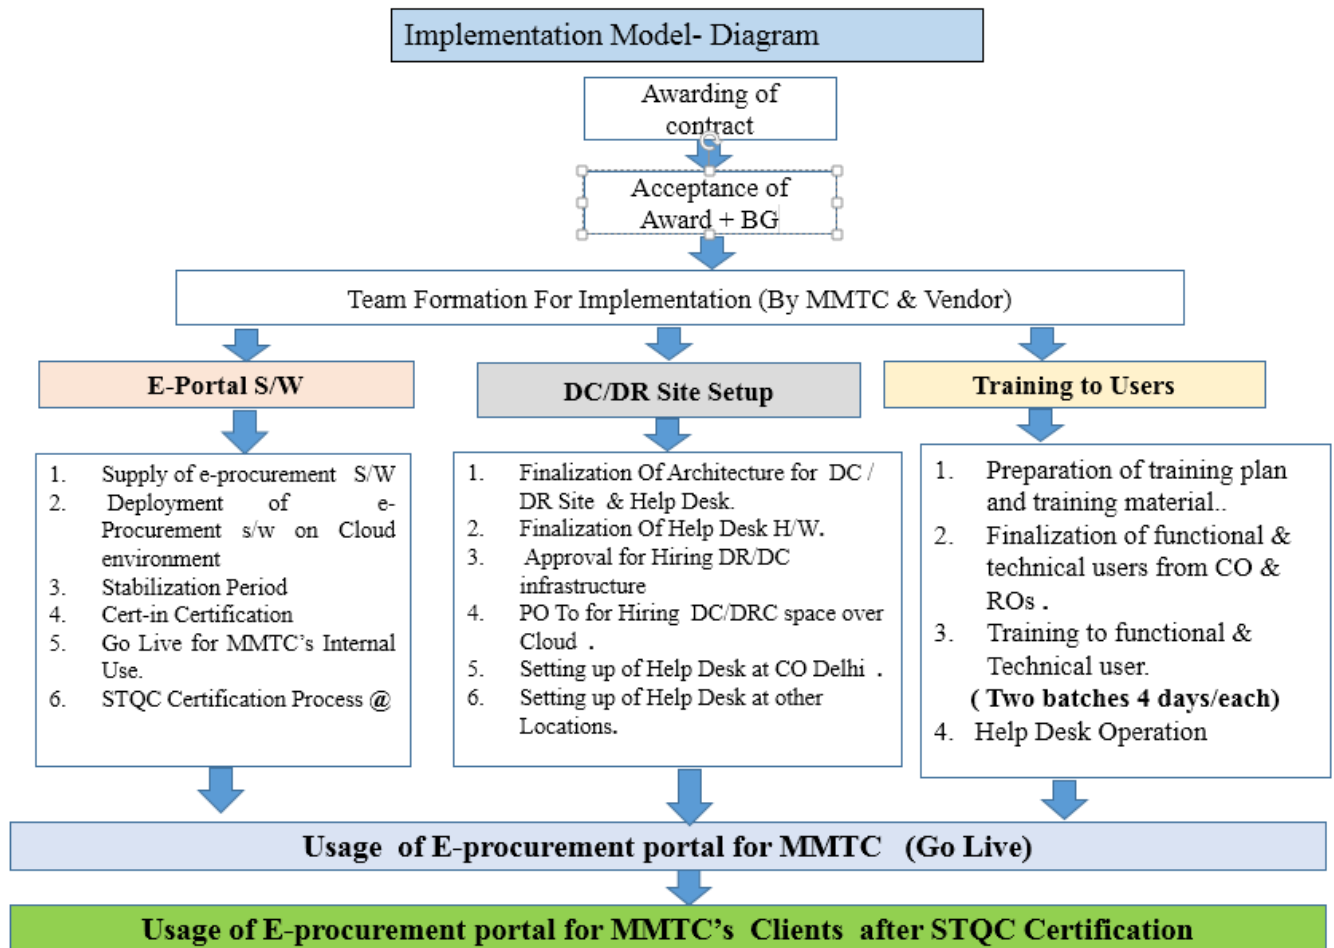 Implementation Model- Diagram
Awarding of
contract
Acceptance of
Award + BG
Team Formation For Implementation (By MMTC & Vendor)
E-Portal S/W
1. Supply of e-procurement S/W
2. Deployment of e-
Procurement s/w on Cloud
environment
3. Stabilization Period
4. Cert-in Certification
5. Go Live for MMTC’s Internal
Use.
6. STQC Certification Process @
DC/DR Site Setup
1. Finalization Of Architecture for DC /
DR Site & Help Desk.
2. Finalization Of Help Desk H/W.
3. Approval for Hiring DR/DC
infrastructure
4. PO To for Hiring DC/DRC space over
Cloud .
5. Setting up of Help Desk at CO Delhi .
6. Setting up of Help Desk at other
Locations.
Training to Users
1. Preparation of training plan
and training material..
2. Finalization of functional &
technical users from CO &
ROs .
3. Training to functional &
Technical user.
( Two batches 4 days/each)
4. Help Desk Operation
Usage of E-procurement portal for MMTC (Go Live)
Usage of E-procurement portal for MMTC’s Clients after STQC Certification